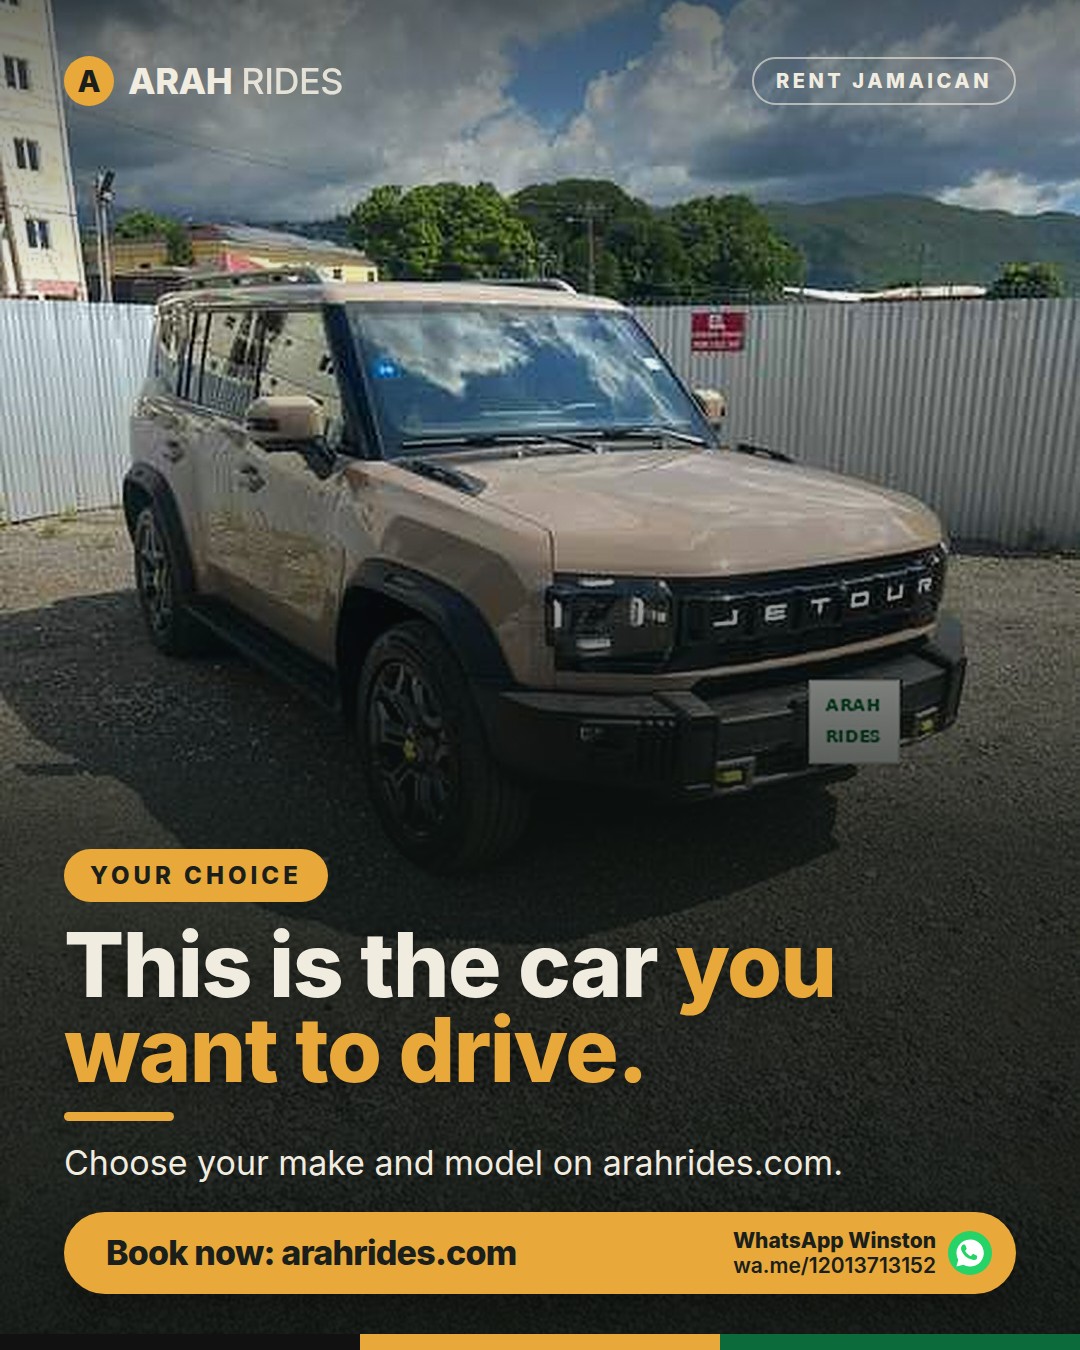 A ARAH RIDES
RENT JAMAICAN
JETOUR
ARAH
RIDES
YOUR CHOICE
This is the car you
want to drive.
Choose your make and model on arahrides.com.
Book now: arahrides.com
WhatsApp Winston
wa.me/12013713152